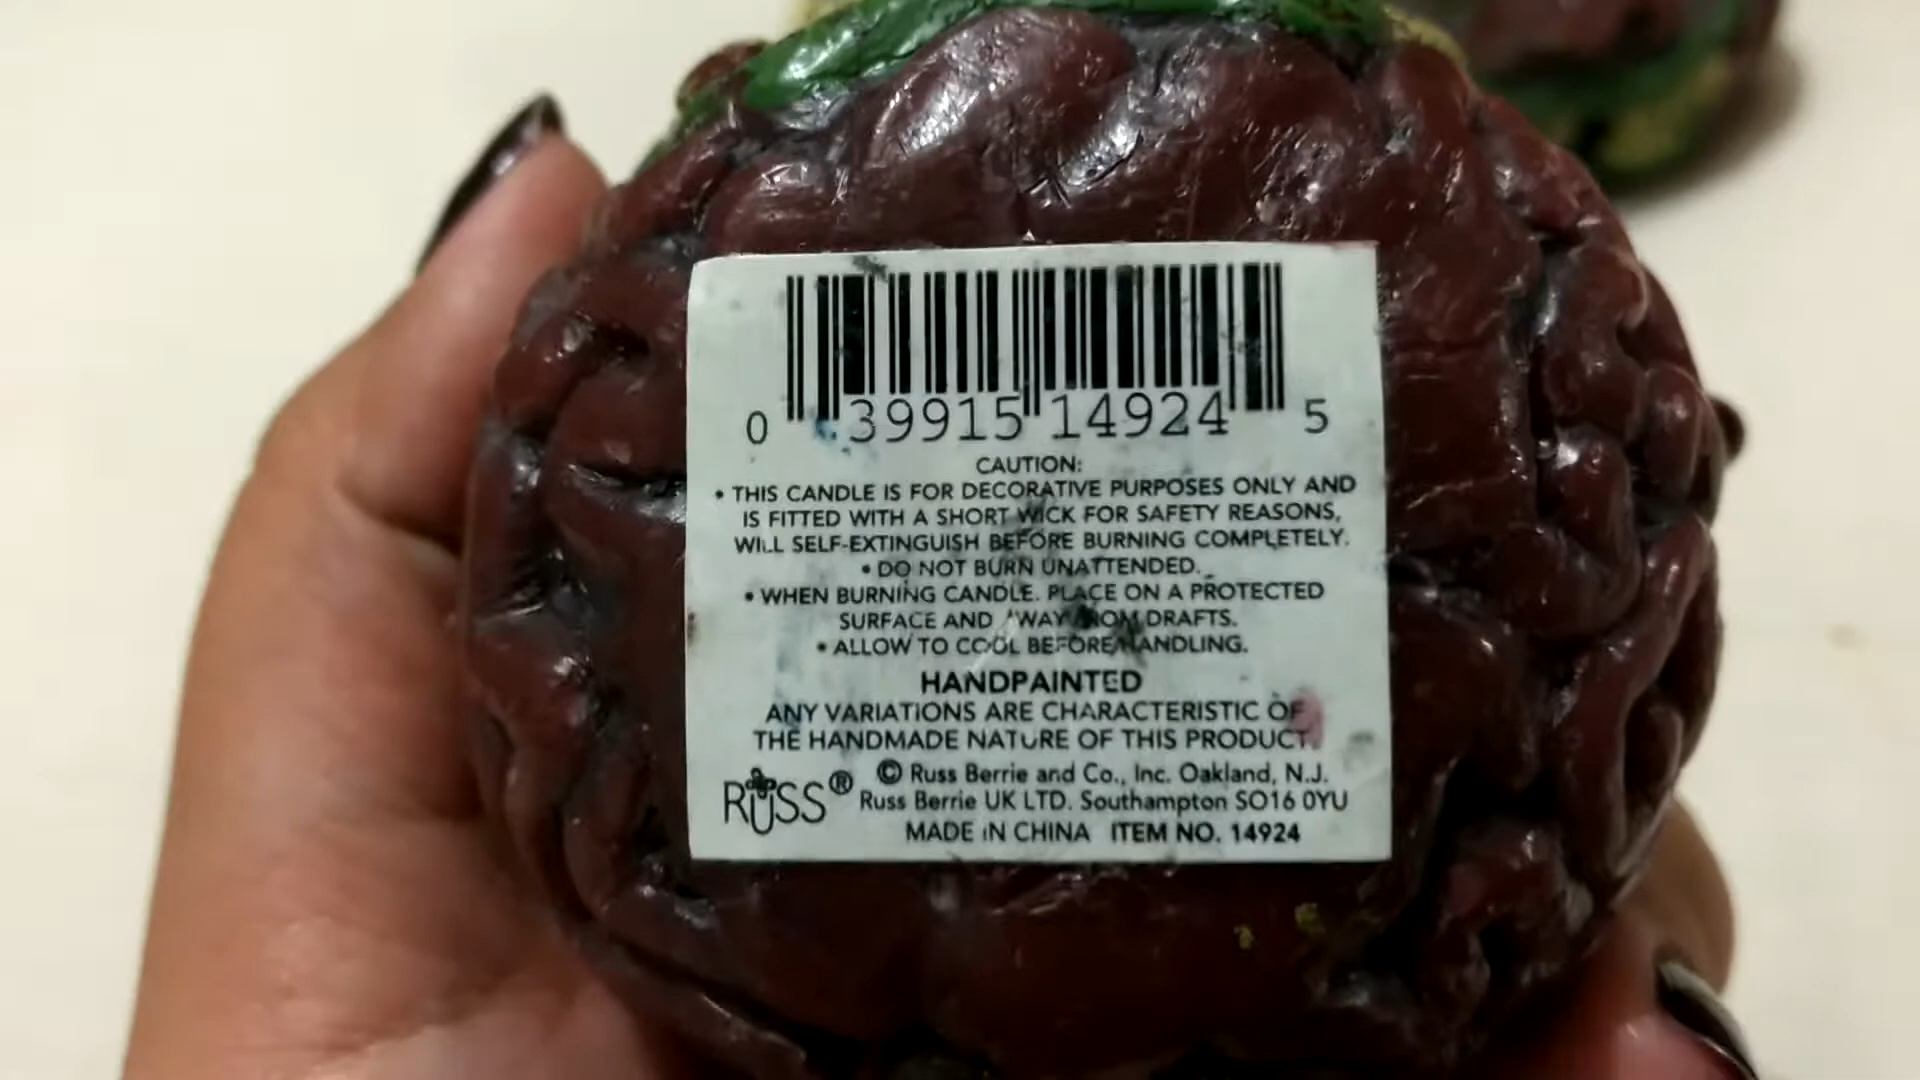 0 39915 14924 5
CAUTION:
• THIS CANDLE IS FOR DECORATIVE PURPOSES ONLY AND
IS FITTED WITH A SHORT WICK FOR SAFETY REASONS,
WILL SELF-EXTINGUISH BEFORE BURNING COMPLETELY.
• DO NOT BURN UNATTENDED.
• WHEN BURNING CANDLE. PLACE ON A PROTECTED
SURFACE AND AWAY FROM DRAFTS.
• ALLOW TO COOL BEFORE HANDLING.
HANDPAINTED
ANY VARIATIONS ARE CHARACTERISTIC OF
THE HANDMADE NATURE OF THIS PRODUCT.
RUSS® © Russ Berrie and Co., Inc. Oakland, N.J.
Russ Berrie UK LTD. Southampton SO16 0YU
MADE IN CHINA ITEM NO. 14924